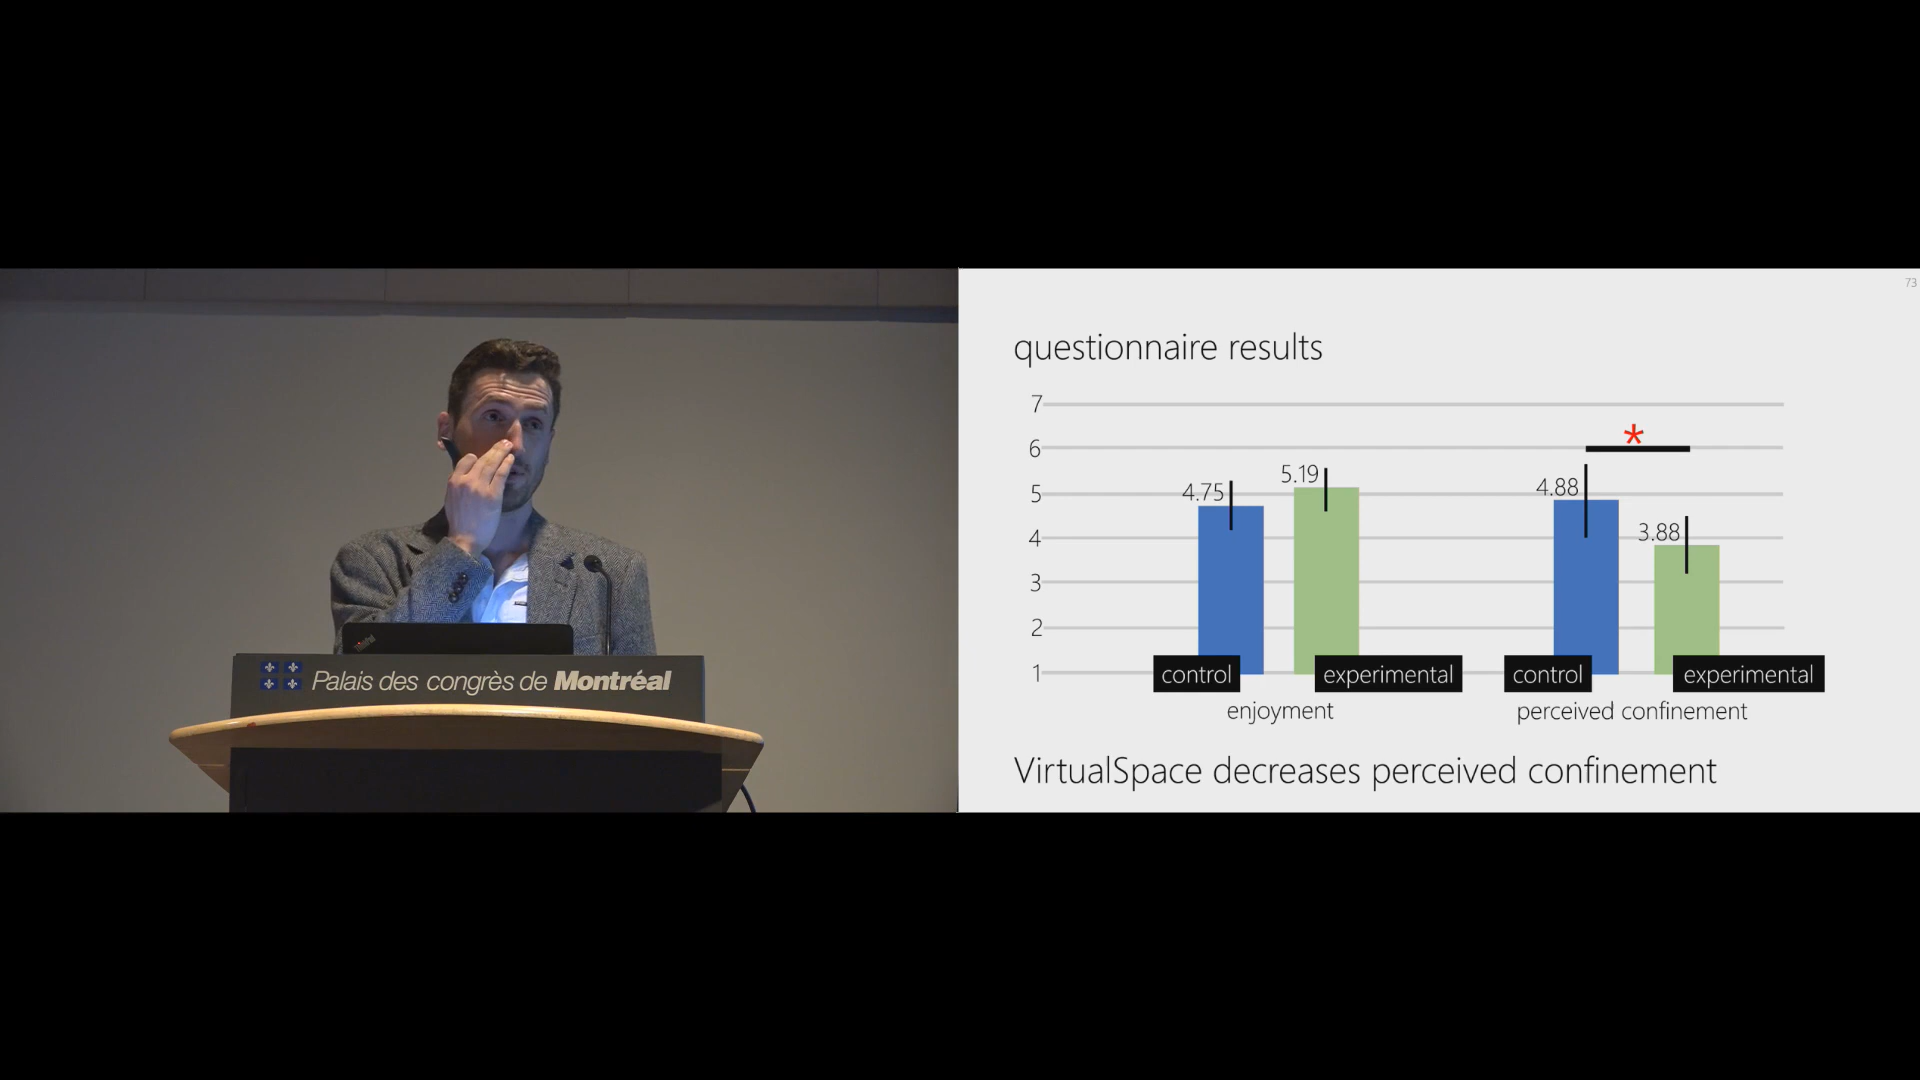 Palais des congrès de Montréal
73
questionnaire results
7
6
5
4
3
2
1
4.75
5.19
4.88
3.88
*
control
experimental
control
experimental
enjoyment
perceived confinement
VirtualSpace decreases perceived confinement